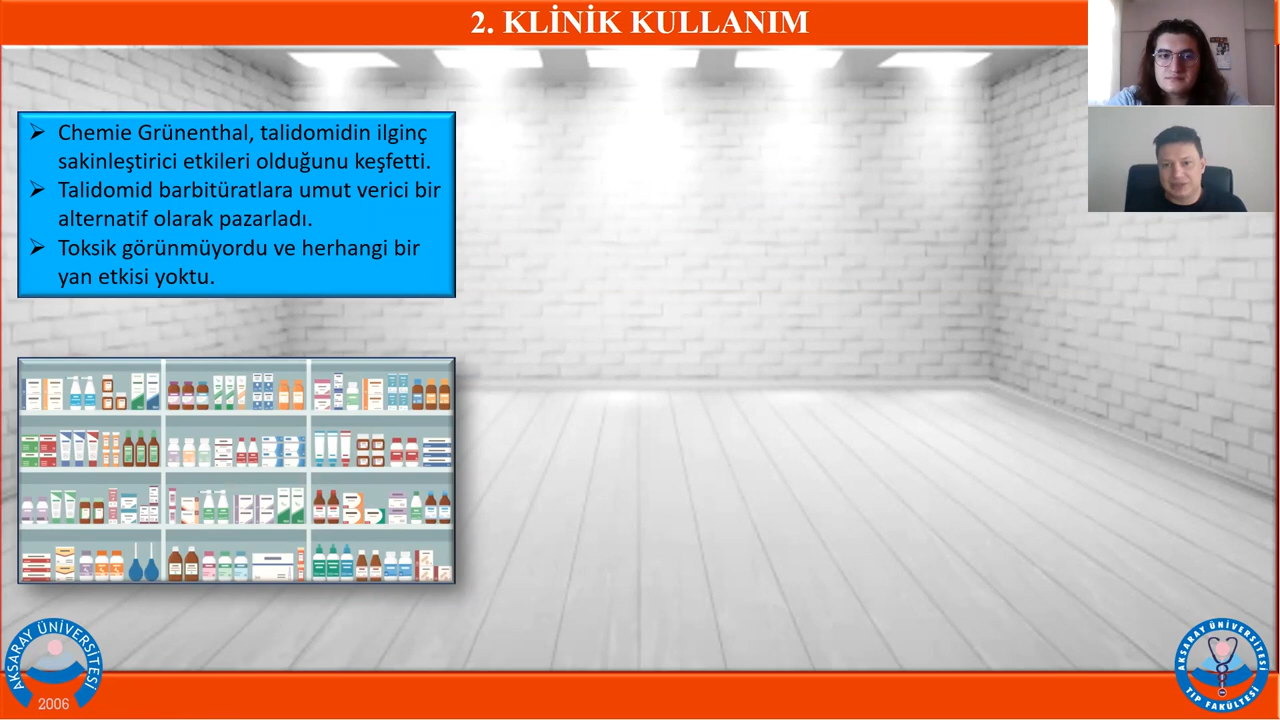 2. KLİNİK KULLANIM
➢ Chemie Grünenthal, talidomidin ilginç
sakinleştirici etkileri olduğunu keşfetti.
➢ Talidomid barbitüratlara umut verici bir
alternatif olarak pazarladı.
➢ Toksik görünmüyordu ve herhangi bir
yan etkisi yoktu.
AKSARAY ÜNİVERSİTESİ
2006
AKSARAY ÜNİVERSİTESİ
TIP FAKÜLTESİ